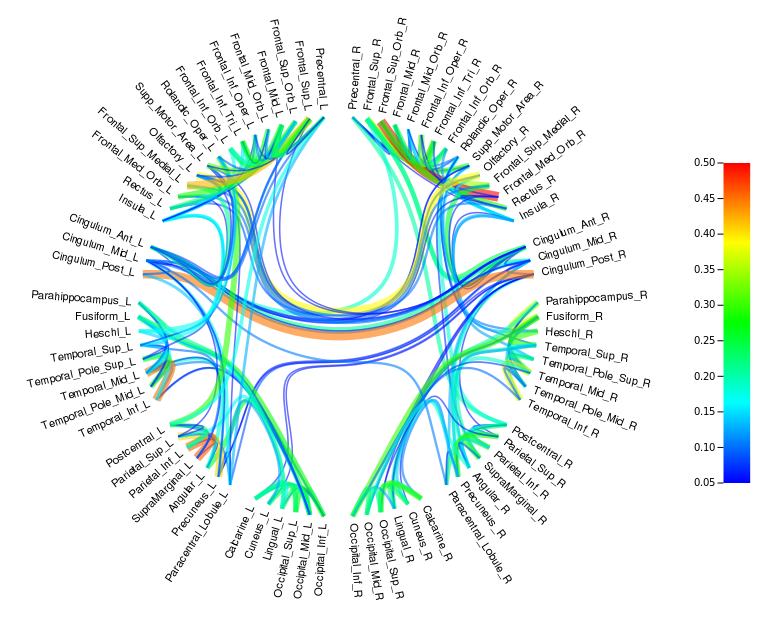 Precentral_L
Frontal_Sup_L
Frontal_Sup_Orb_L
Frontal_Mid_L
Frontal_Mid_Orb_L
Frontal_Inf_Oper_L
Frontal_Inf_Tri_L
Frontal_Inf_Orb_L
Rolandic_Oper_L
Supp_Motor_Area_L
Olfactory_L
Frontal_Sup_Medial_L
Frontal_Med_Orb_L
Rectus_L
Insula_L
Cingulum_Ant_L
Cingulum_Mid_L
Cingulum_Post_L
Parahippocampus_L
Fusiform_L
Heschl_L
Temporal_Sup_L
Temporal_Pole_Sup_L
Temporal_Mid_L
Temporal_Pole_Mid_L
Temporal_Inf_L
Postcentral_L
Parietal_Sup_L
Parietal_Inf_L
SupraMarginal_L
Angular_L
Precuneus_L
Paracentral_Lobule_L
Calcarine_L
Cuneus_L
Lingual_L
Occipital_Sup_L
Occipital_Mid_L
Occipital_Inf_L
Precentral_R
Frontal_Sup_R
Frontal_Sup_Orb_R
Frontal_Mid_R
Frontal_Mid_Orb_R
Frontal_Inf_Oper_R
Frontal_Inf_Tri_R
Frontal_Inf_Orb_R
Rolandic_Oper_R
Supp_Motor_Area_R
Olfactory_R
Frontal_Sup_Medial_R
Frontal_Med_Orb_R
Rectus_R
Insula_R
Cingulum_Ant_R
Cingulum_Mid_R
Cingulum_Post_R
Parahippocampus_R
Fusiform_R
Heschl_R
Temporal_Sup_R
Temporal_Pole_Sup_R
Temporal_Mid_R
Temporal_Pole_Mid_R
Temporal_Inf_R
Postcentral_R
Parietal_Sup_R
Parietal_Inf_R
SupraMarginal_R
Angular_R
Precuneus_R
Paracentral_Lobule_R
Calcarine_R
Cuneus_R
Lingual_R
Occipital_Sup_R
Occipital_Mid_R
Occipital_Inf_R
0.50
0.45
0.40
0.35
0.30
0.25
0.20
0.15
0.10
0.05